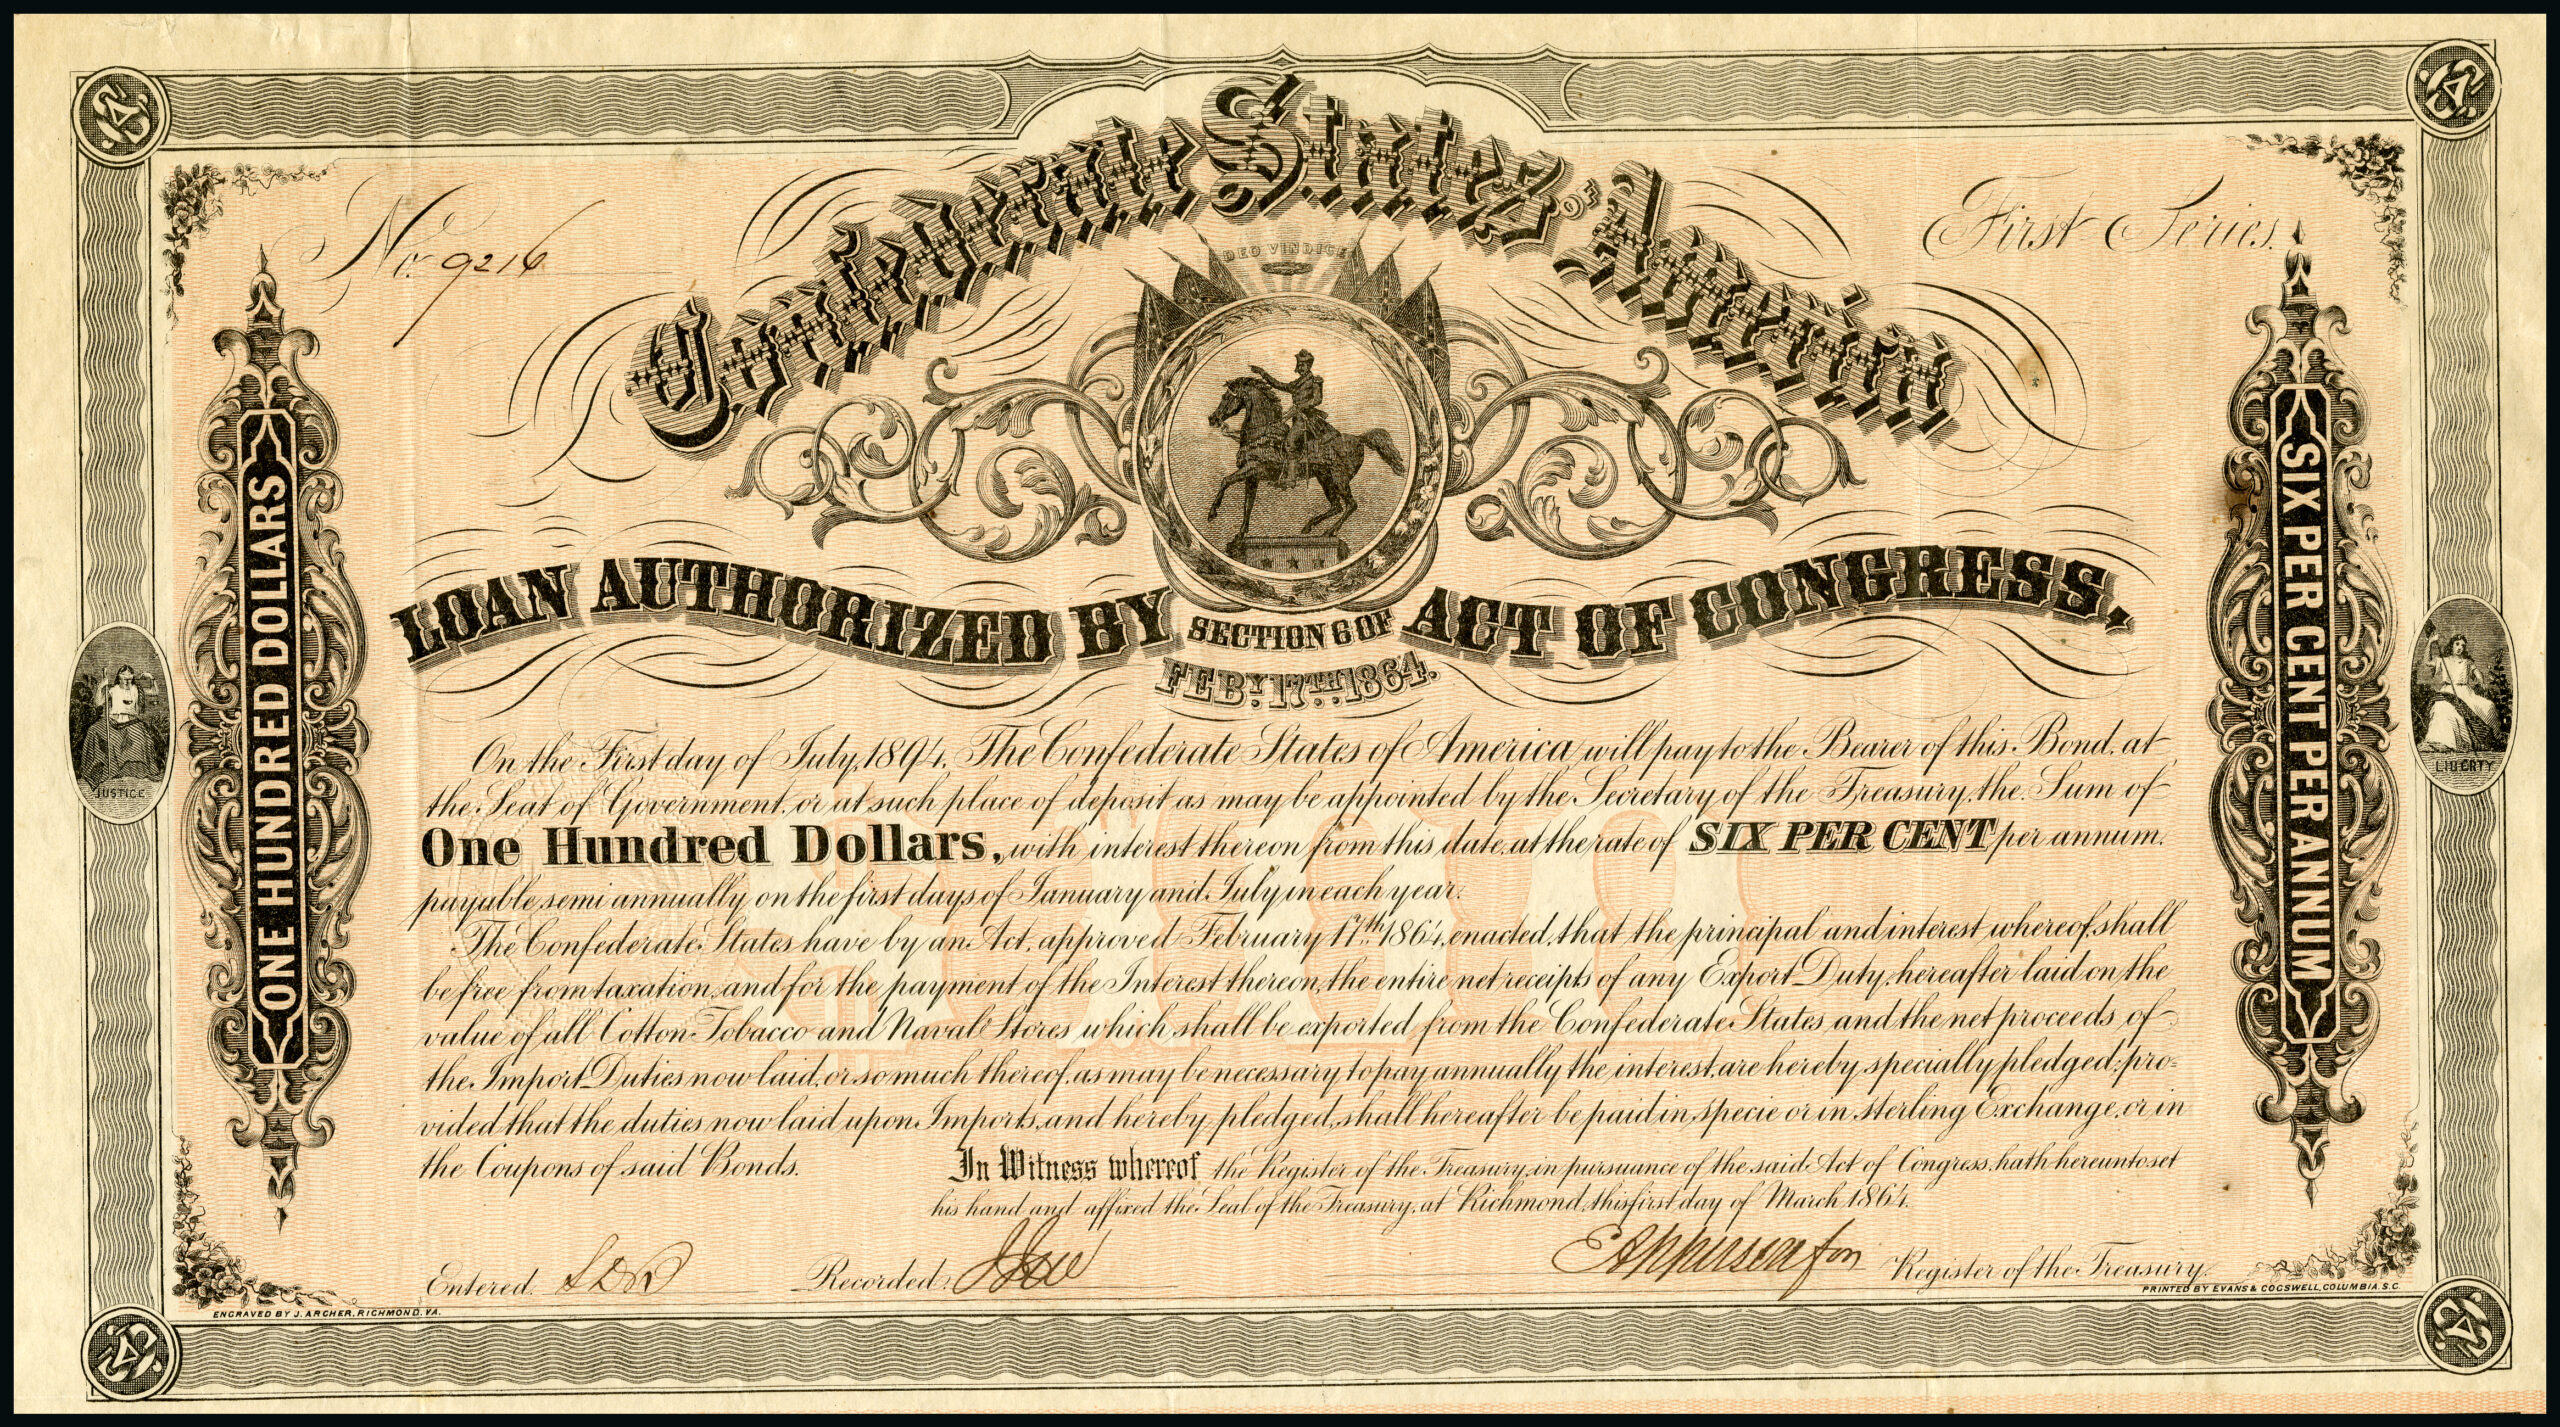 No. 9216
First Series.
Confederate States OF America
DEO VINDICE
LOAN AUTHORIZED BY SECTION 6 OF ACT OF CONGRESS,
FEBY. 17TH. 1864.
ONE HUNDRED DOLLARS
SIX PER CENT PER ANNUM
JUSTICE
LIBERTY
On the First day of July, 1894, The Confederate States of America, will pay to the Bearer of this Bond, at
the Seat of Government, or at such place of deposit as may be appointed by the Secretary of the Treasury, the Sum of
One Hundred Dollars, with interest thereon from this date, at the rate of SIX PER CENT per annum,
payable semi annually, on the first days of January and July in each year.
The Confederate States have by an Act, approved February 17th. 1864, enacted, that the principal and interest whereof, shall
be free from taxation, and for the payment of the Interest thereon, the entire net receipts of any Export Duty, hereafter laid on the
value of all Cotton Tobacco and Naval Stores which shall be exported from the Confederate States and the net proceeds of
the Import Duties now laid, or so much thereof, as may be necessary to pay annually the interest, are hereby specially pledged: pro-
vided that the duties now laid upon Imports, and hereby pledged, shall hereafter be paid in specie or in sterling Exchange, or in
the Coupons of said Bonds.
In Witness whereof the Register of the Treasury, in pursuance of the said Act of Congress, hath hereunto set
his hand and affixed the Seal of the Treasury, at Richmond, this first day of March 1864.
Entered.
Recorded.
E Apperson for Register of the Treasury.
ENGRAVED BY J. ARCHER, RICHMOND, VA.
PRINTED BY EVANS & COGSWELL, COLUMBIA S.C.